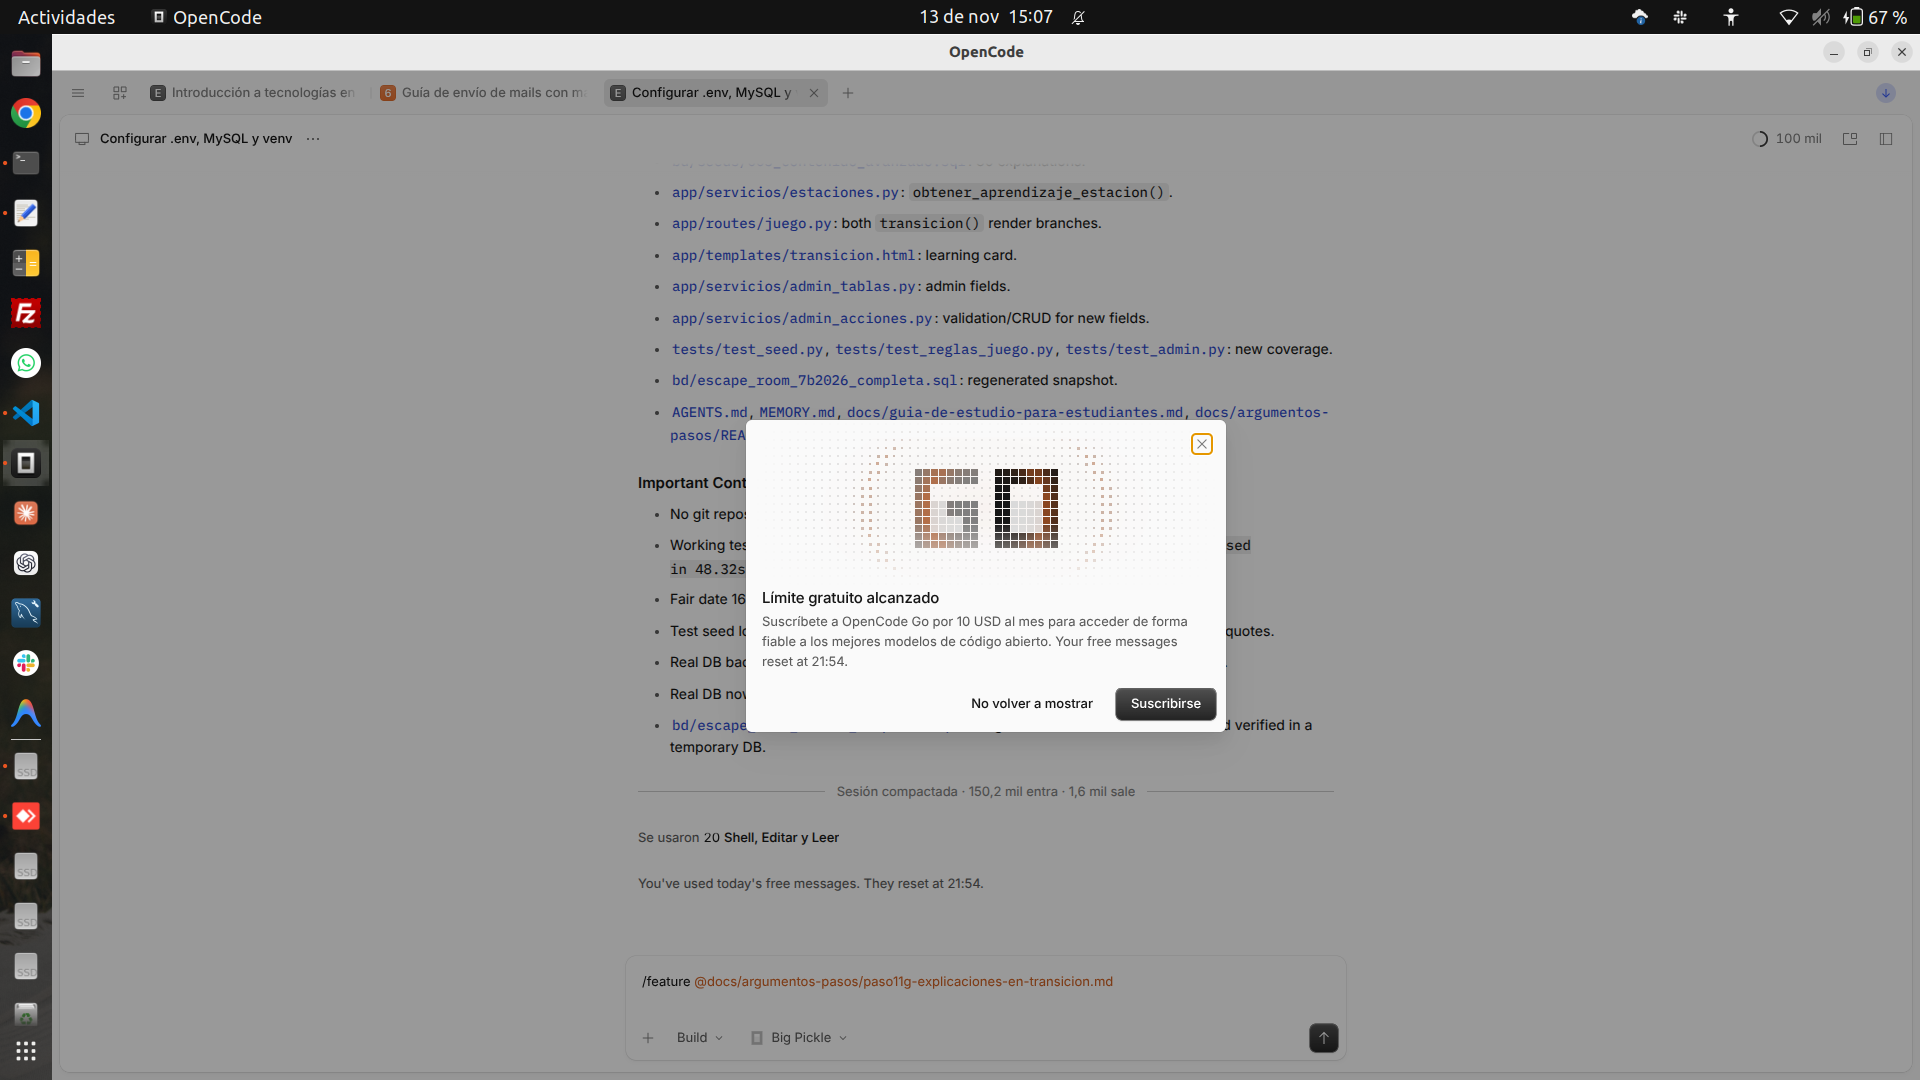 Actividades
OpenCode
13 de nov 15:07
67 %
OpenCode
Introducción a tecnologías en
6 Guía de envío de mails con m
E Configurar .env, MySQL y
Configurar .env, MySQL y venv ...
100 mil
• app/servicios/estaciones.py: obtener_aprendizaje_estacion().
• app/routes/juego.py: both transicion() render branches.
• app/templates/transicion.html: learning card.
• app/servicios/admin_tablas.py: admin fields.
• app/servicios/admin_acciones.py: validation/CRUD for new fields.
• tests/test_seed.py, tests/test_reglas_juego.py, tests/test_admin.py: new coverage.
• bd/escape_room_7b2026_completa.sql: regenerated snapshot.
• AGENTS.md, MEMORY.md, docs/guia-de-estudio-para-estudiantes.md, docs/argumentos-
pasos/REA
Important Cont
• No git repos
• Working tes
sed
in 48.32s
• Fair date 16
• Test seed lo
quotes.
• Real DB bac
• Real DB nov
• bd/escape
d verified in a
temporary DB.
GO
Límite gratuito alcanzado
Suscríbete a OpenCode Go por 10 USD al mes para acceder de forma
fiable a los mejores modelos de código abierto. Your free messages
reset at 21:54.
No volver a mostrar
Suscribirse
Sesión compactada · 150,2 mil entra · 1,6 mil sale
Se usaron 20 Shell, Editar y Leer
You've used today's free messages. They reset at 21:54.
/feature @docs/argumentos-pasos/paso11g-explicaciones-en-transicion.md
Build
Big Pickle